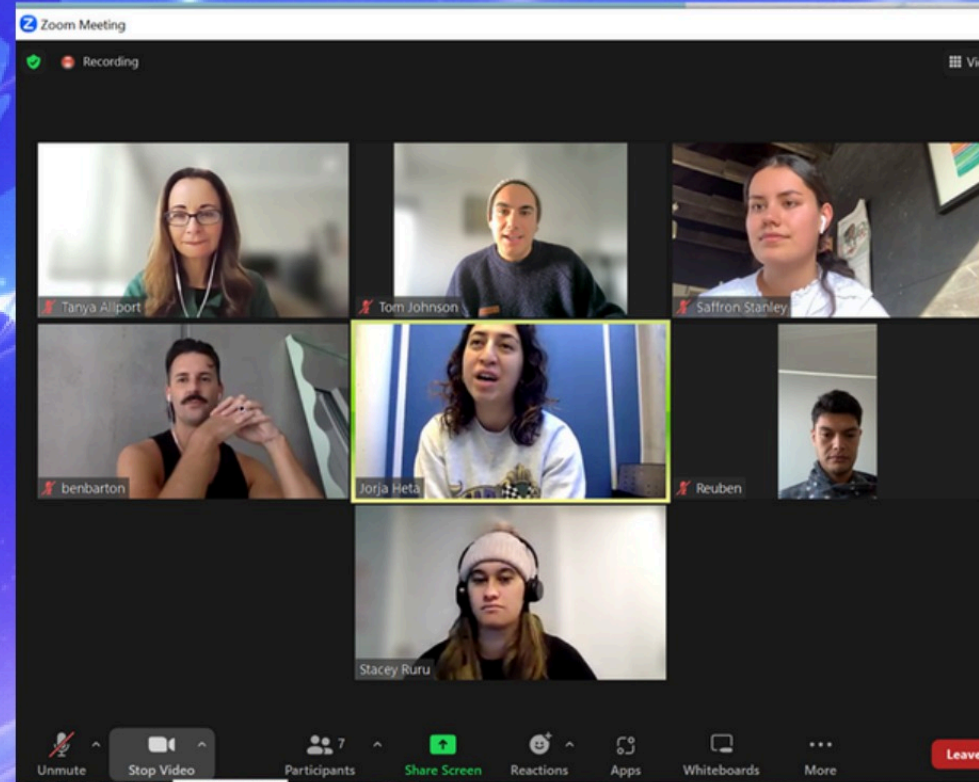 Zoom Meeting
Recording
Tanya Allport
Tom Johnson
Saffron Stanley
benbarton
Jorja Heta
Reuben
Stacey Ruru
7
Unmute
Stop Video
Participants
Share Screen
Reactions
Apps
Whiteboards
More
Leave